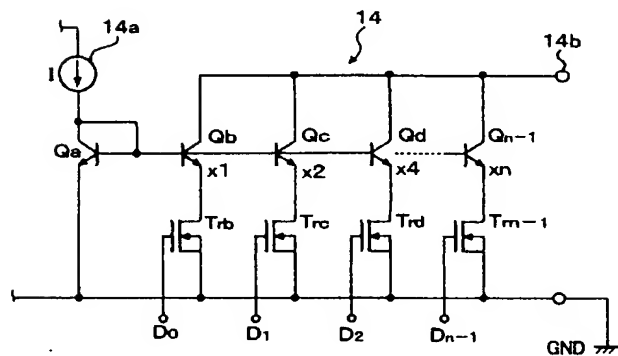 14a
14
14b
I
Qa
Qb
Qc
Qd
Qn-1
x1
x2
x4
xn
Trb
Trc
Trd
Trn-1
D0
D1
D2
Dn-1
GND